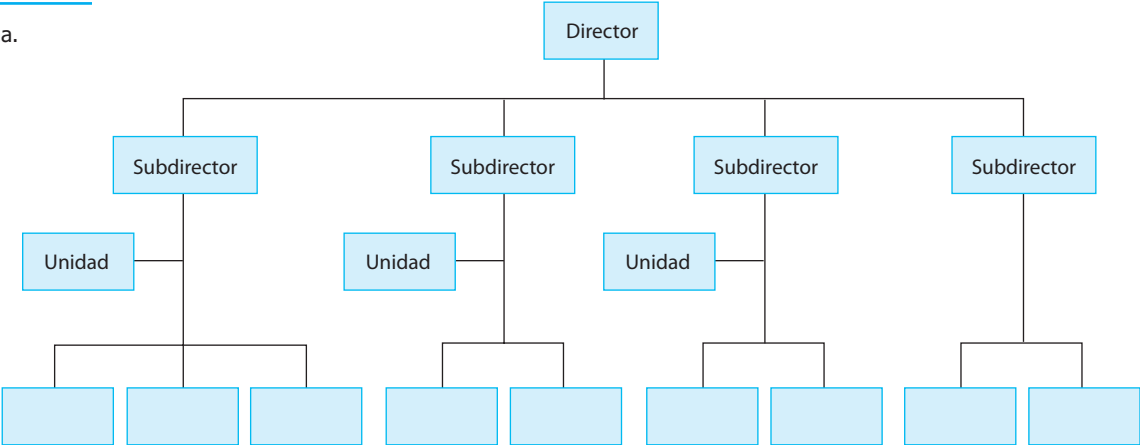 a.
Director
Subdirector
Subdirector
Subdirector
Subdirector
Unidad
Unidad
Unidad